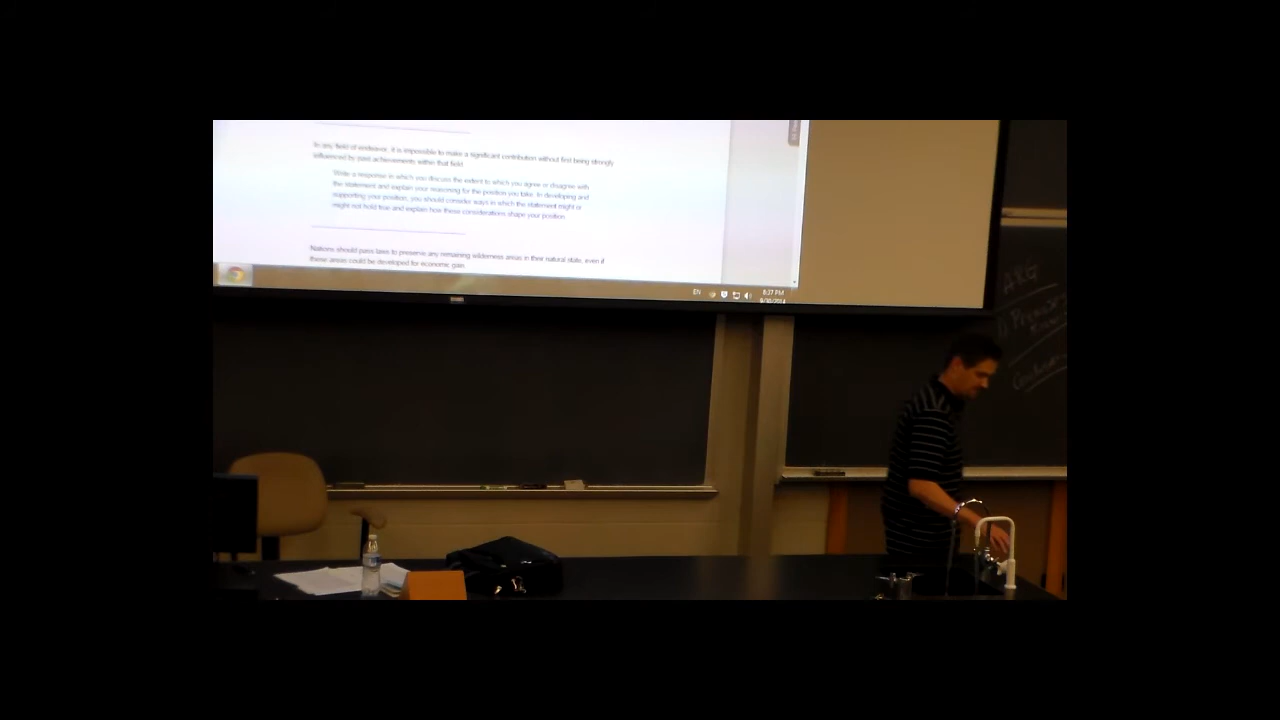 In any field of endeavor, it is impossible to make a significant contribution without first being strongly
influenced by past achievements within that field.
Write a response in which you discuss the extent to which you agree or disagree with
the statement and explain your reasoning for the position you take. In developing and
supporting your position, you should consider ways in which the statement might or
might not hold true and explain how these considerations shape your position.
Nations should pass laws to preserve any remaining wilderness areas in their natural state, even if
these areas could be developed for economic gain.
EN
8:27 PM
ARG